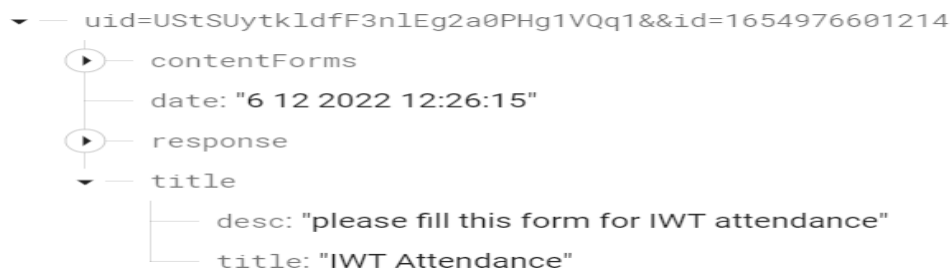 uid=UStSUytkldfF3nlEg2a0PHg1VQq1&&id=1654976601214
contentForms
date: "6 12 2022 12:26:15"
response
title
desc: "please fill this form for IWT attendance"
title: "IWT Attendance"